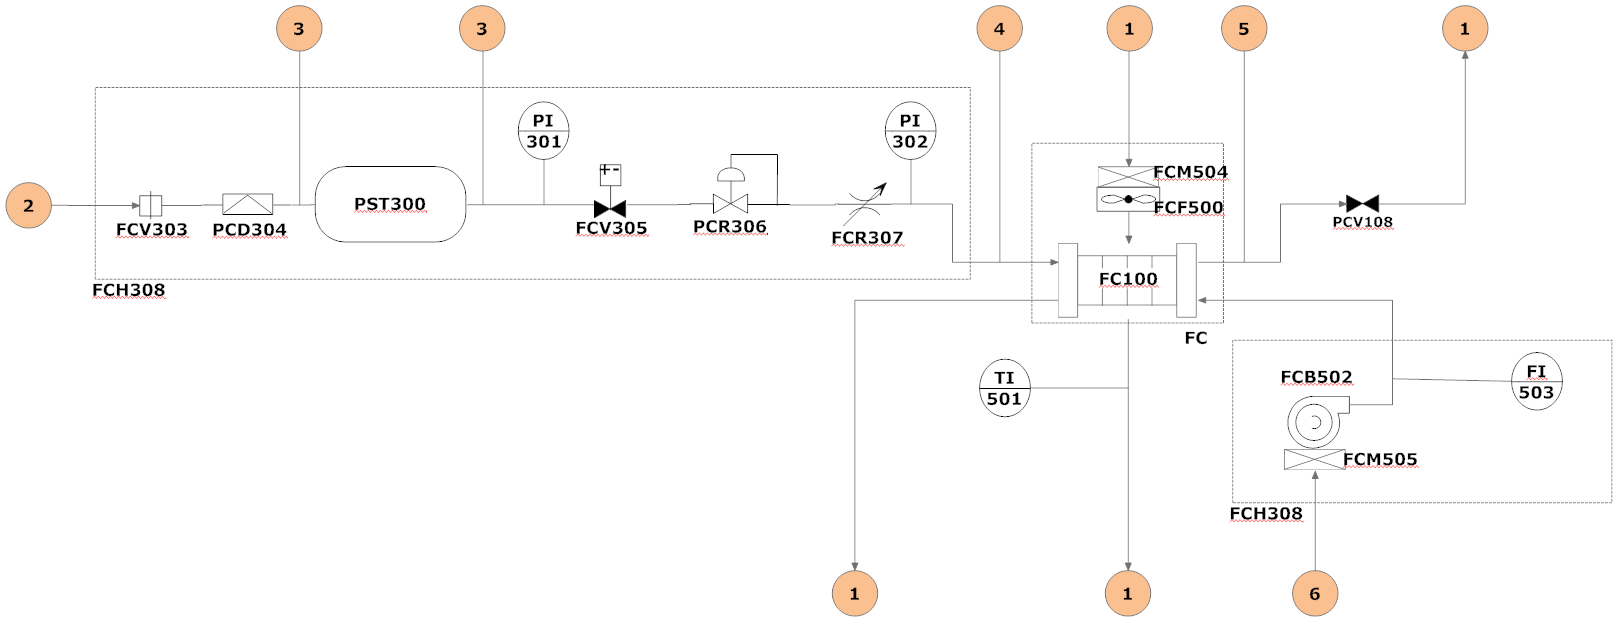 3
3
4
1
5
1
PI
301
PI
302
+-
2
FCV303
PCD304
PST300
FCV305
PCR306
FCR307
FCH308
FCM504
FCF500
FC100
FC
PCV108
TI
501
FCB502
FI
503
FCM505
FCH308
1
1
6